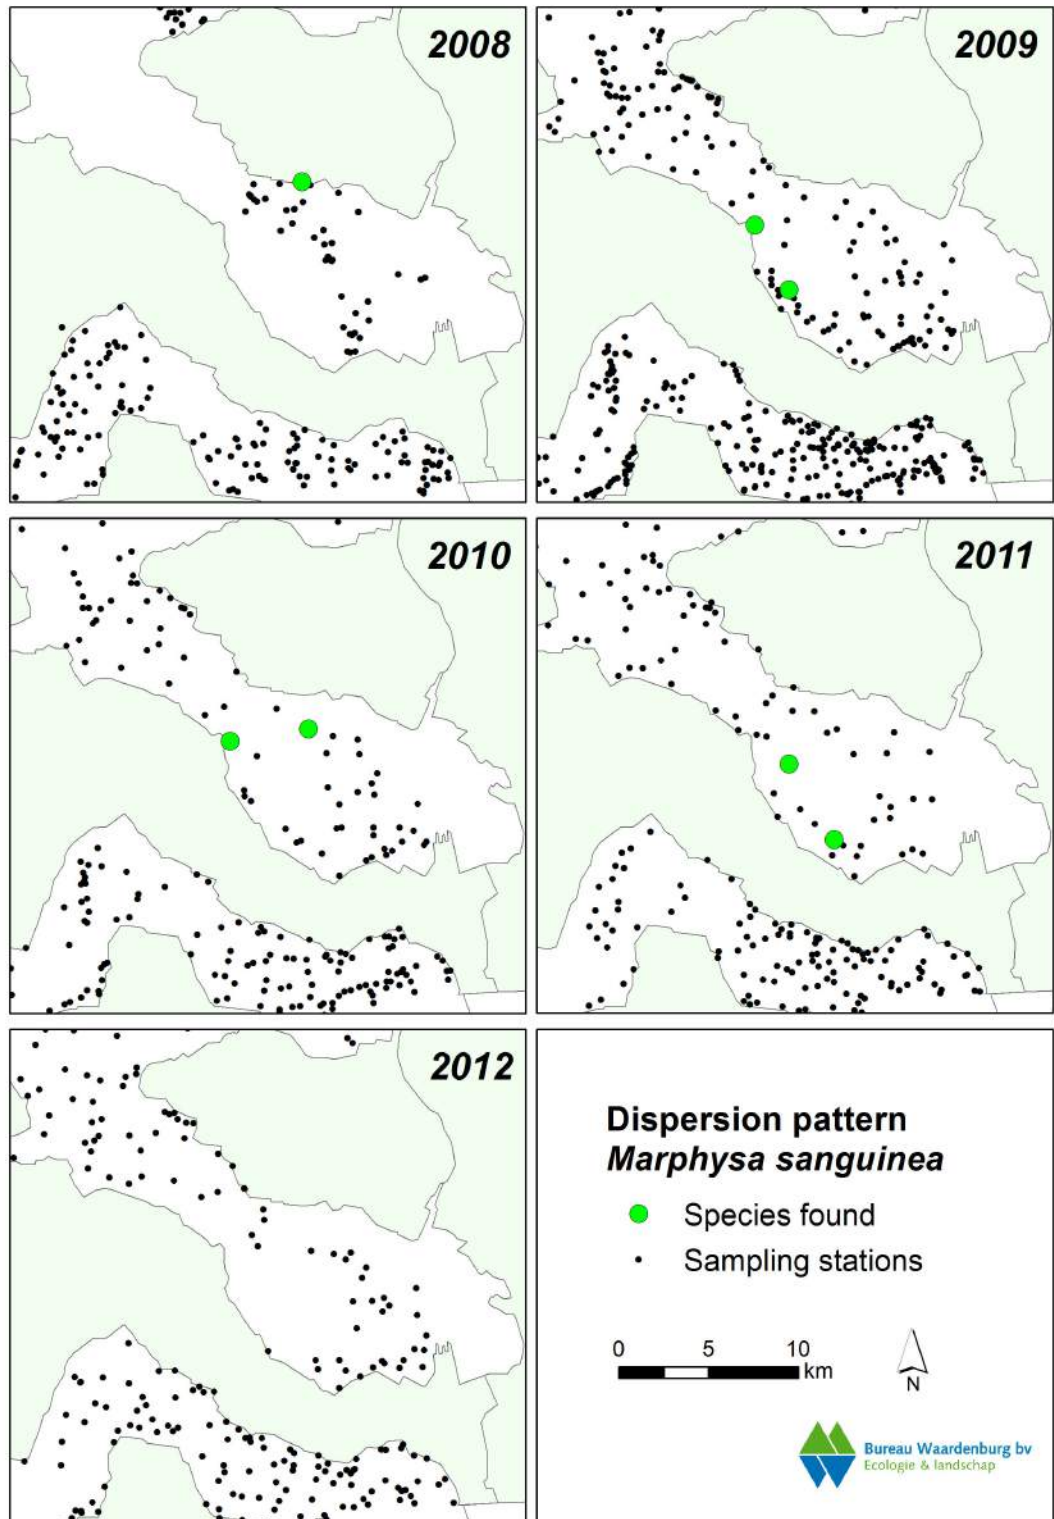 2008
2009
2010
2011
2012
Dispersion pattern
Marphysa sanguinea
Species found
Sampling stations
0 5 10
km
N
Bureau Waardenburg bv
Ecologie & landschap